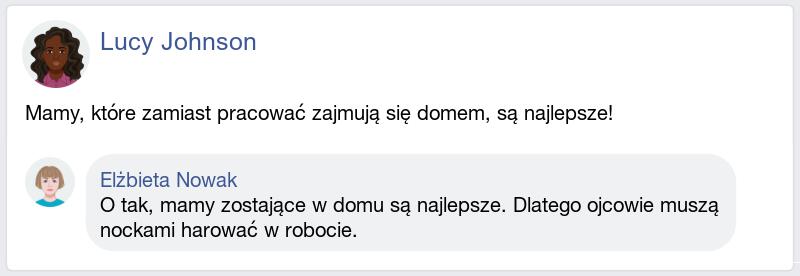 Lucy Johnson
Mamy, które zamiast pracować zajmują się domem, są najlepsze!
Elżbieta Nowak
O tak, mamy zostające w domu są najlepsze. Dlatego ojcowie muszą
nockami harować w robocie.